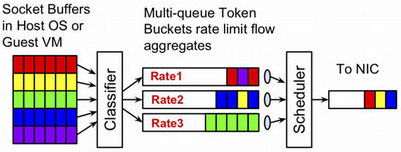 Socket Buffers
in Host OS or
Guest VM
Multi-queue Token
Buckets rate limit flow
aggregates
Classifier
Rate1
Rate2
Rate3
Scheduler
To NIC